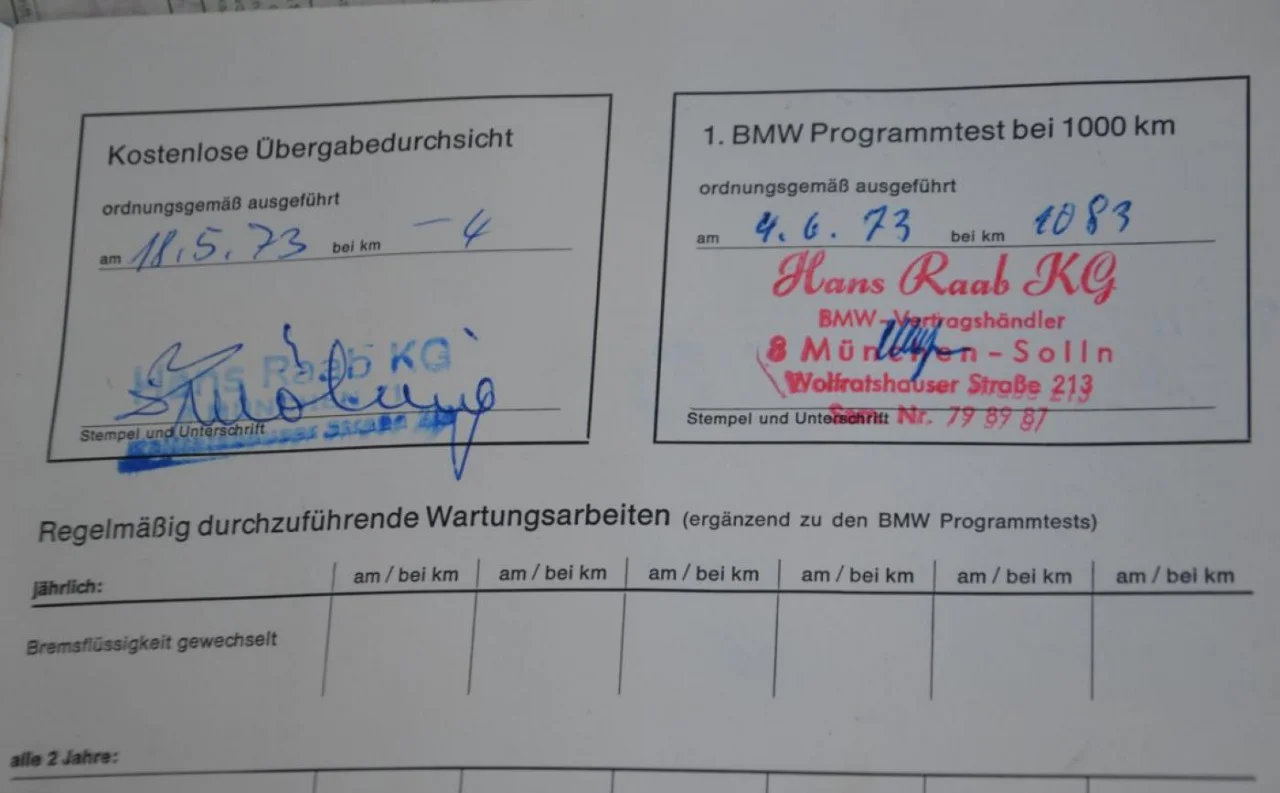 Kostenlose Übergabedurchsicht
ordnungsgemäß ausgeführt
am 18.5.73 bei km –4
Hans Raab KG
Stempel und Unterschrift
1. BMW Programmtest bei 1000 km
ordnungsgemäß ausgeführt
am 4.6.73 bei km 1083
Hans Raab KG
BMW-Vertragshändler
8 München-Solln
Wolfratshauser Straße 213
Nr. 79 89 87
Stempel und Unterschrift
Regelmäßig durchzuführende Wartungsarbeiten (ergänzend zu den BMW Programmtests)
jährlich: am / bei km am / bei km am / bei km am / bei km am / bei km am / bei km
Bremsflüssigkeit gewechselt
alle 2 Jahre: